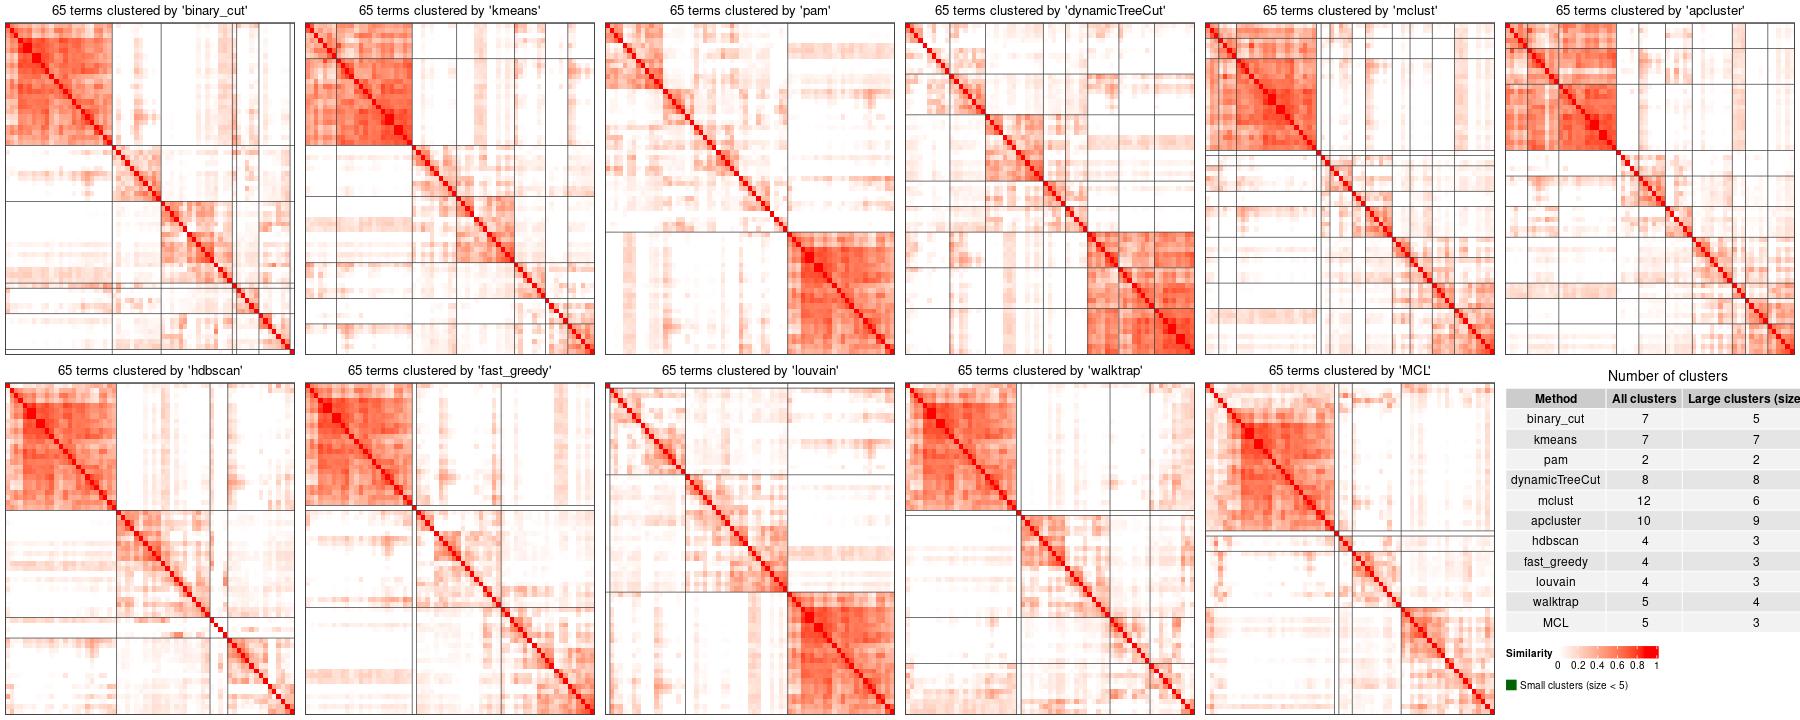 65 terms clustered by 'binary_cut'
65 terms clustered by 'kmeans'
65 terms clustered by 'pam'
65 terms clustered by 'dynamicTreeCut'
65 terms clustered by 'mclust'
65 terms clustered by 'apcluster'
65 terms clustered by 'hdbscan'
65 terms clustered by 'fast_greedy'
65 terms clustered by 'louvain'
65 terms clustered by 'walktrap'
65 terms clustered by 'MCL'
Number of clusters
Method All clusters Large clusters (size
binary_cut 7 5
kmeans 7 7
pam 2 2
dynamicTreeCut 8 8
mclust 12 6
apcluster 10 9
hdbscan 4 3
fast_greedy 4 3
louvain 4 3
walktrap 5 4
MCL 5 3
Similarity
0 0.2 0.4 0.6 0.8 1
Small clusters (size < 5)